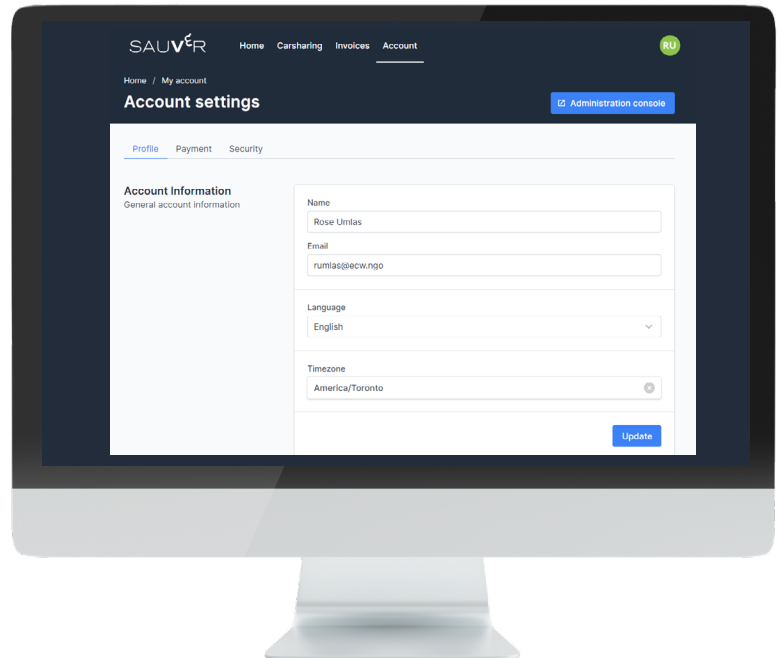 SAUVER Home Carsharing Invoices Account RU
Home / My account
Account settings Administration console
Profile Payment Security
Account Information
General account information
Name
Rose Umlas
Email
rumlas@ecw.ngo
Language
English
Timezone
America/Toronto
Update